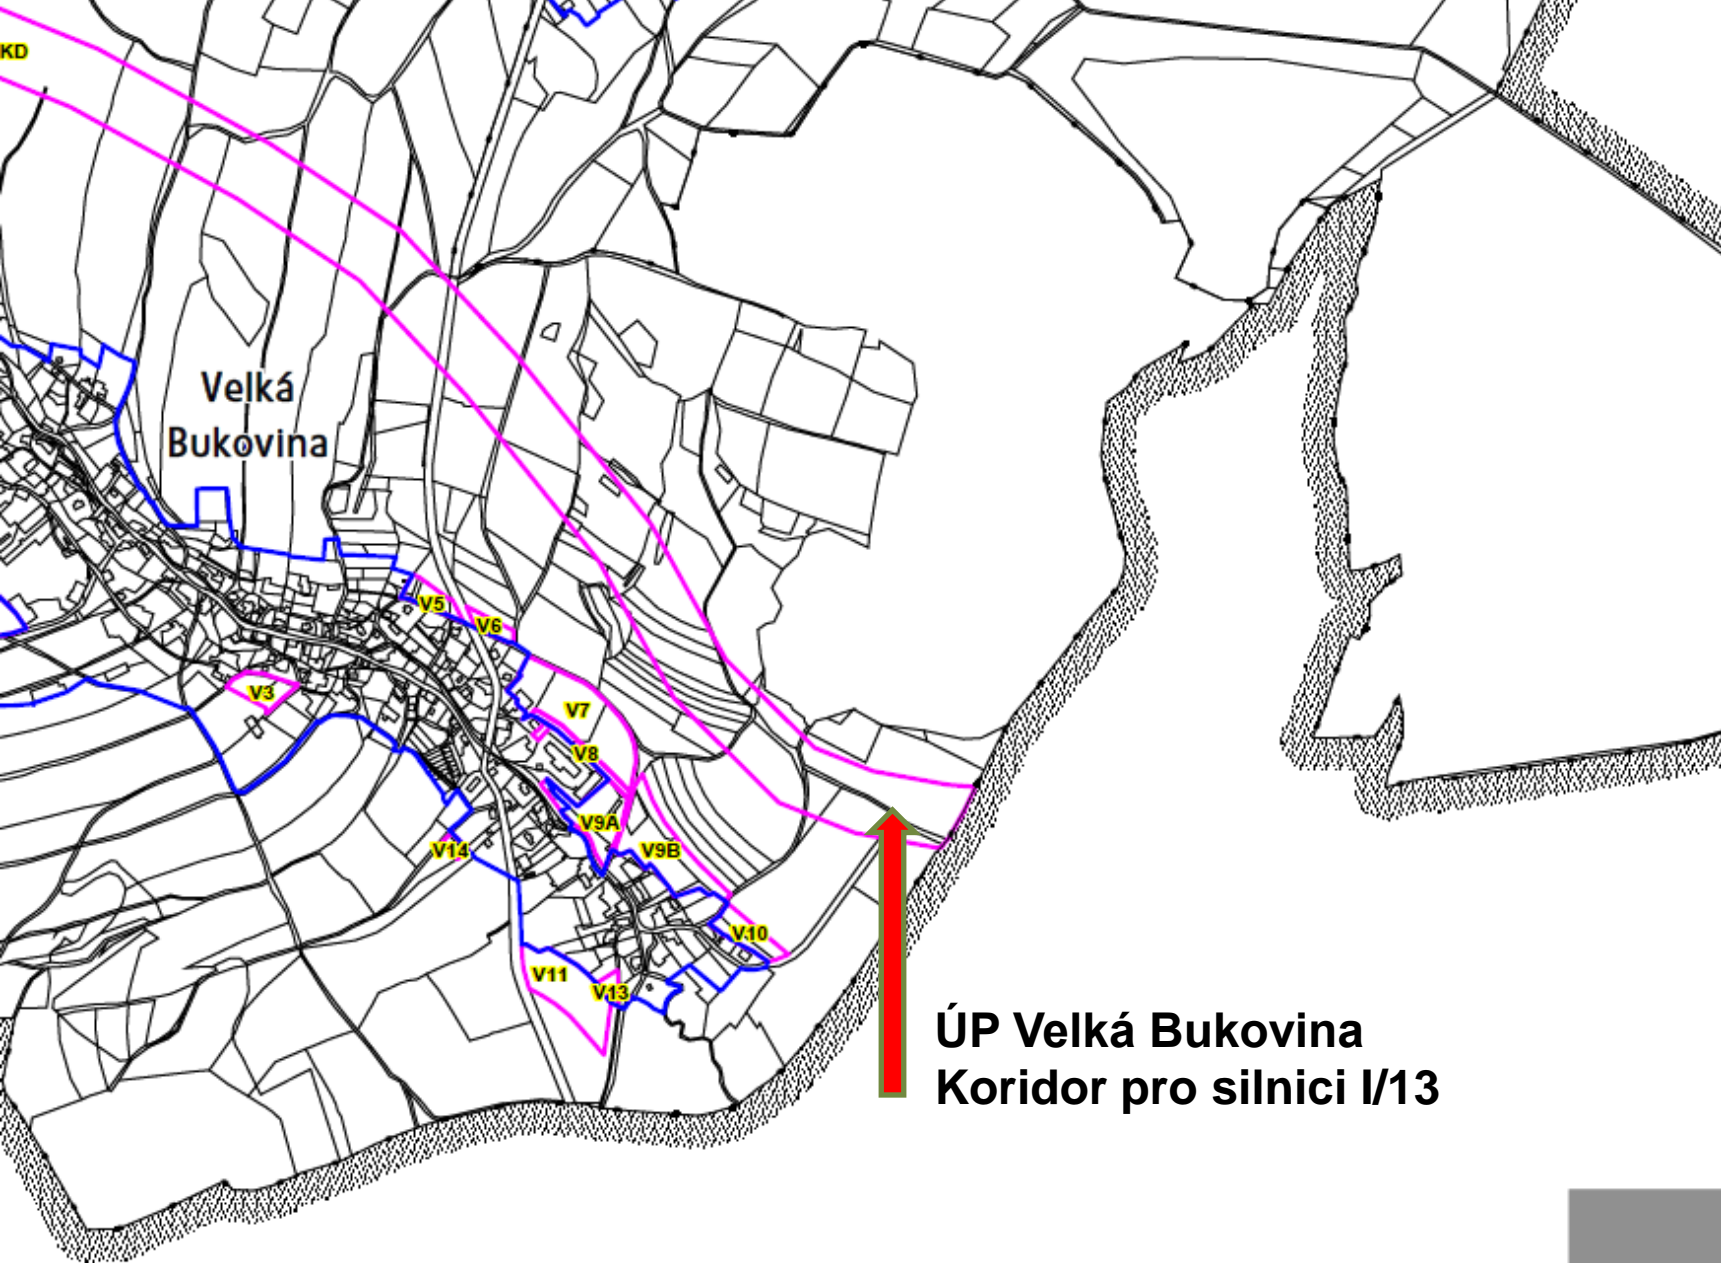 KD
Velká
Bukovina
V5
V6
V3
V7
V8
V9A
V14
V9B
V10
V11
V13
ÚP Velká Bukovina
Koridor pro silnici I/13